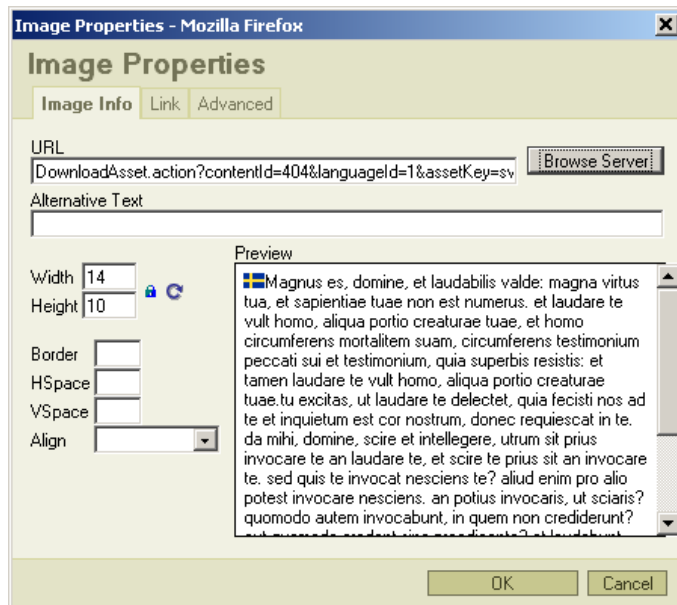 Image Properties - Mozilla Firefox
Image Properties
Image Info Link Advanced
URL
DownloadAsset.action?contentId=404&languageId=1&assetKey=sv
Browse Server
Alternative Text
Preview
Width 14
Height 10
Border
HSpace
VSpace
Align
Magnus es, domine, et laudabilis valde: magna virtus
tua, et sapientiae tuae non est numerus. et laudare te
vult homo, aliqua portio creaturae tuae, et homo
circumferens mortalitem suam, circumferens testimonium
peccati sui et testimonium, quia superbis resistis: et
tamen laudare te vult homo, aliqua portio creaturae
tuae.tu excitas, ut laudare te delectet, quia fecisti nos ad
te et inquietum est cor nostrum, donec requiescat in te.
da mihi, domine, scire et intellegere, utrum sit prius
invocare te an laudare te, et scire te prius sit an invocare
te. sed quis te invocat nesciens te? aliud enim pro alio
potest invocare nesciens. an potius invocaris, ut sciaris?
quomodo autem invocabunt, in quem non crediderunt?
OK Cancel